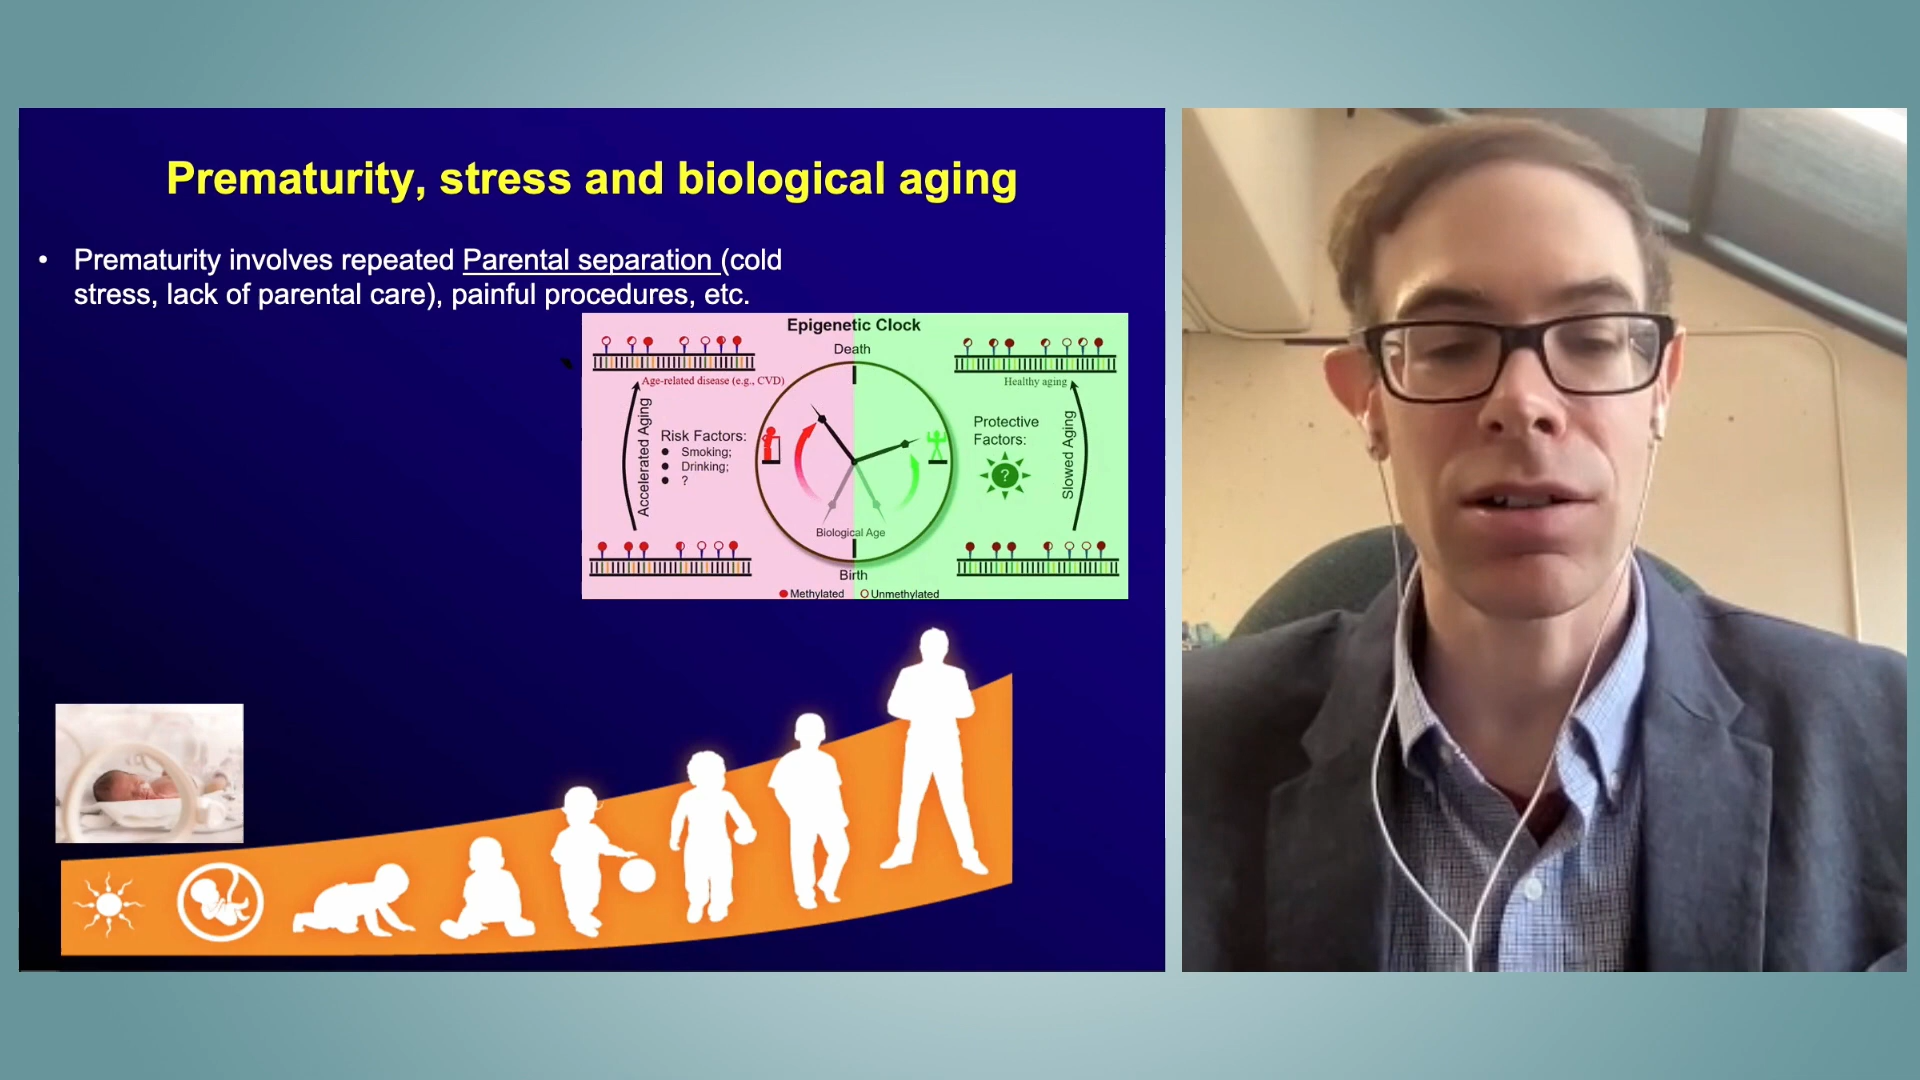 Prematurity, stress and biological aging
• Prematurity involves repeated Parental separation (cold
stress, lack of parental care), painful procedures, etc.
Epigenetic Clock
Death
Age-related disease (e.g., CVD)
Healthy aging
Accelerated Aging
Risk Factors:
● Smoking;
● Drinking;
● ?
Protective
Factors:
?
Slowed Aging
Biological Age
Birth
Methylated
Unmethylated